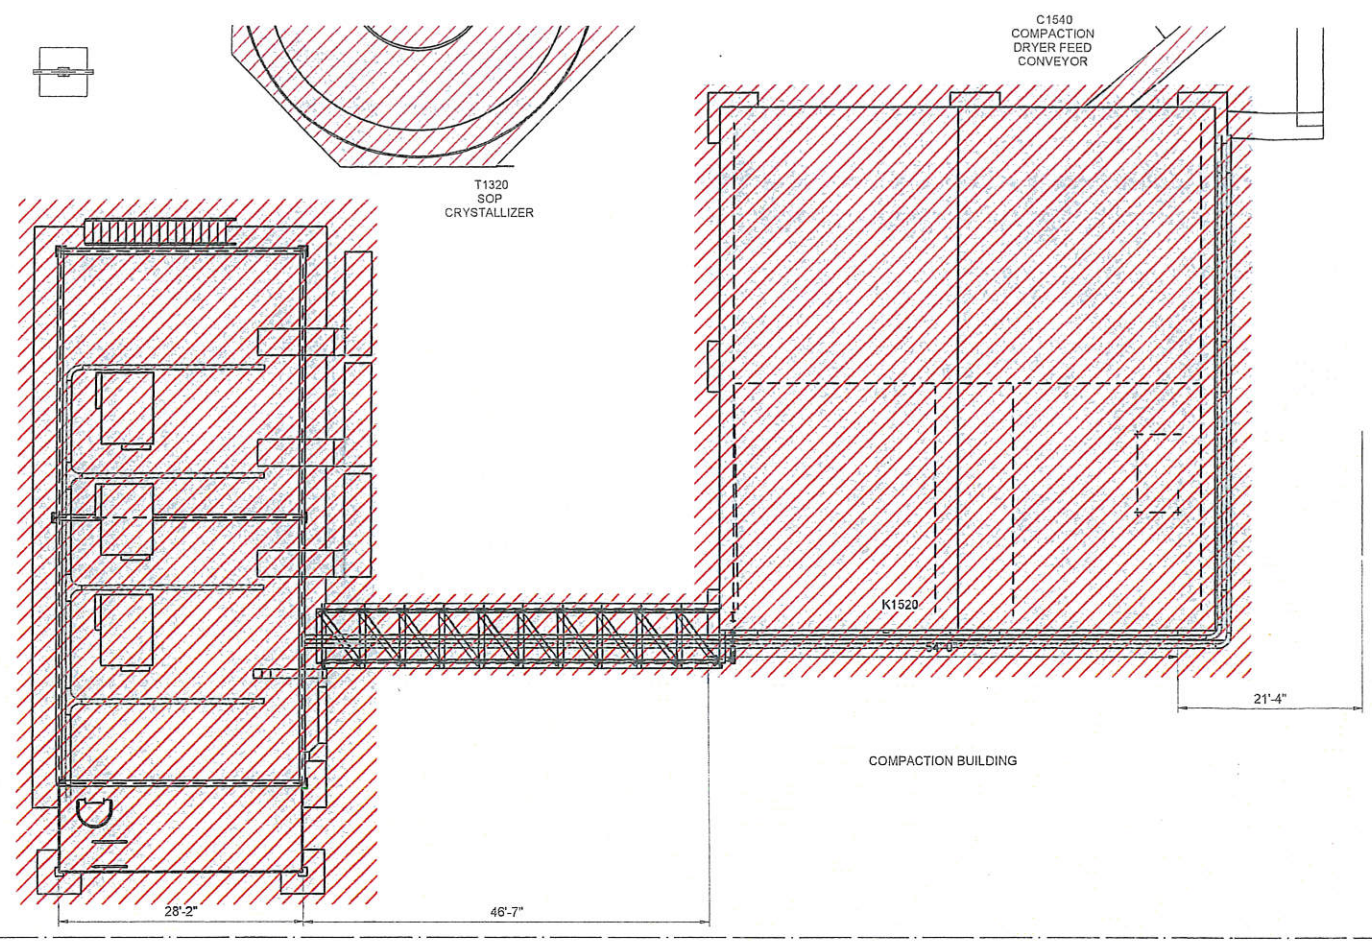 C1540
COMPACTION
DRYER FEED
CONVEYOR
T1320
SOP
CRYSTALLIZER
K1520
54'-0"
21'-4"
COMPACTION BUILDING
28'-2"
46'-7"